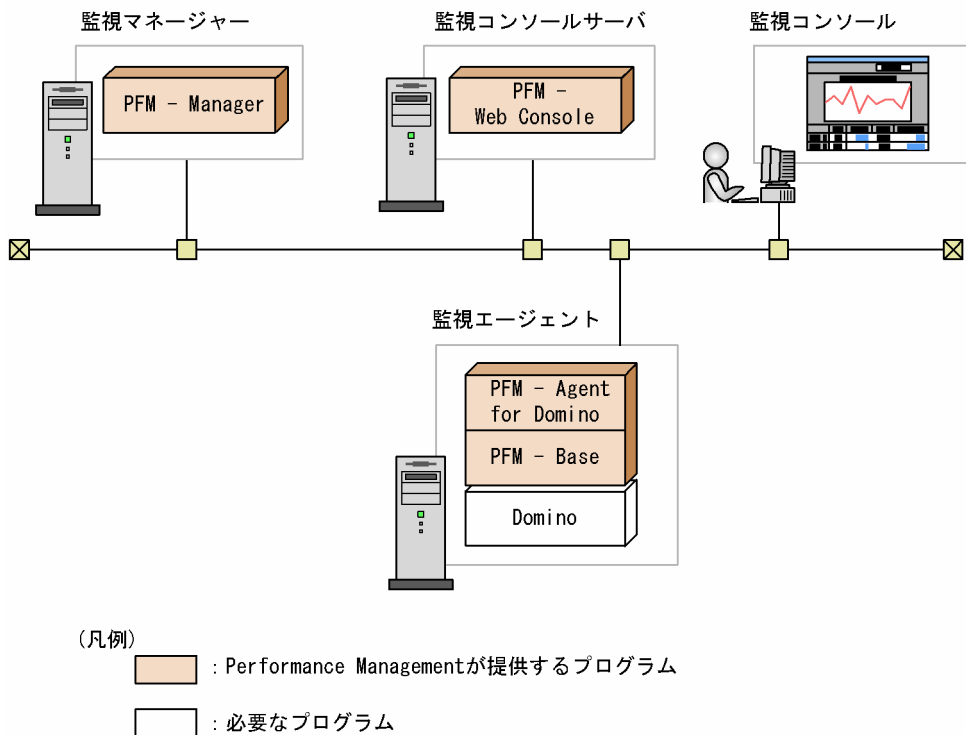 監視マネージャー
監視コンソールサーバ
監視コンソール
PFM - Manager
PFM -
Web Console
監視エージェント
PFM - Agent
for Domino
PFM - Base
Domino
(凡例)
:Performance Managementが提供するプログラム
:必要なプログラム